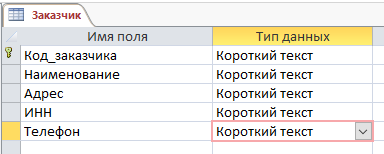 Заказчик
Имя поля Тип данных
Код_заказчика Короткий текст
Наименование Короткий текст
Адрес Короткий текст
ИНН Короткий текст
Телефон Короткий текст